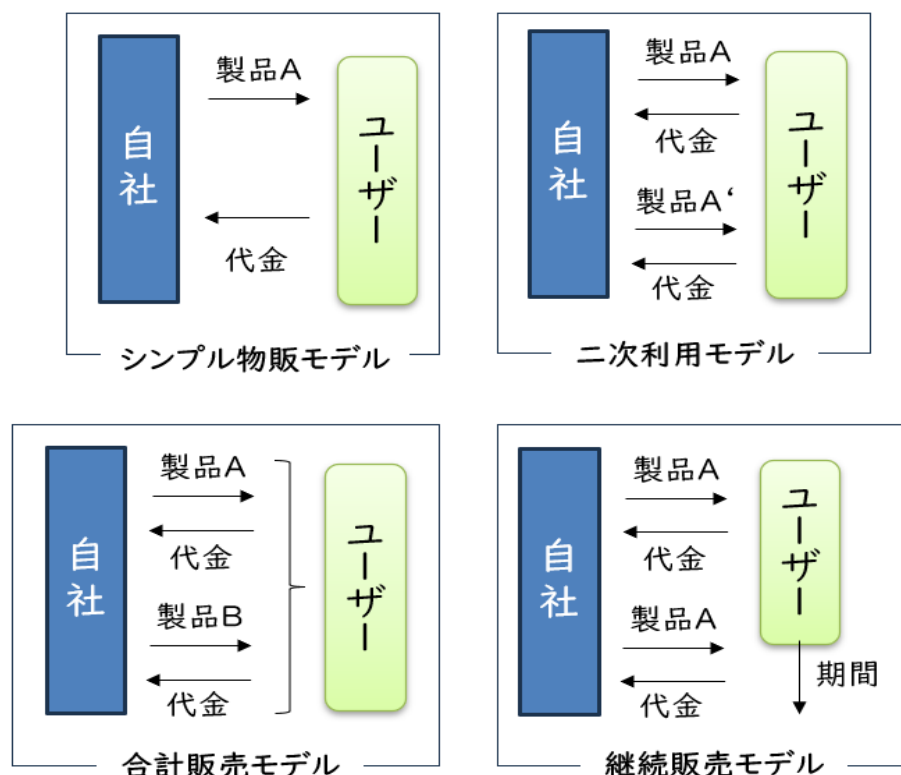 自社
製品A
代金
ユーザー
シンプル物販モデル
自社
製品A
代金
製品A‘
代金
ユーザー
二次利用モデル
自社
製品A
代金
製品B
代金
ユーザー
合計販売モデル
自社
製品A
代金
製品A
代金
ユーザー
期間
継続販売モデル